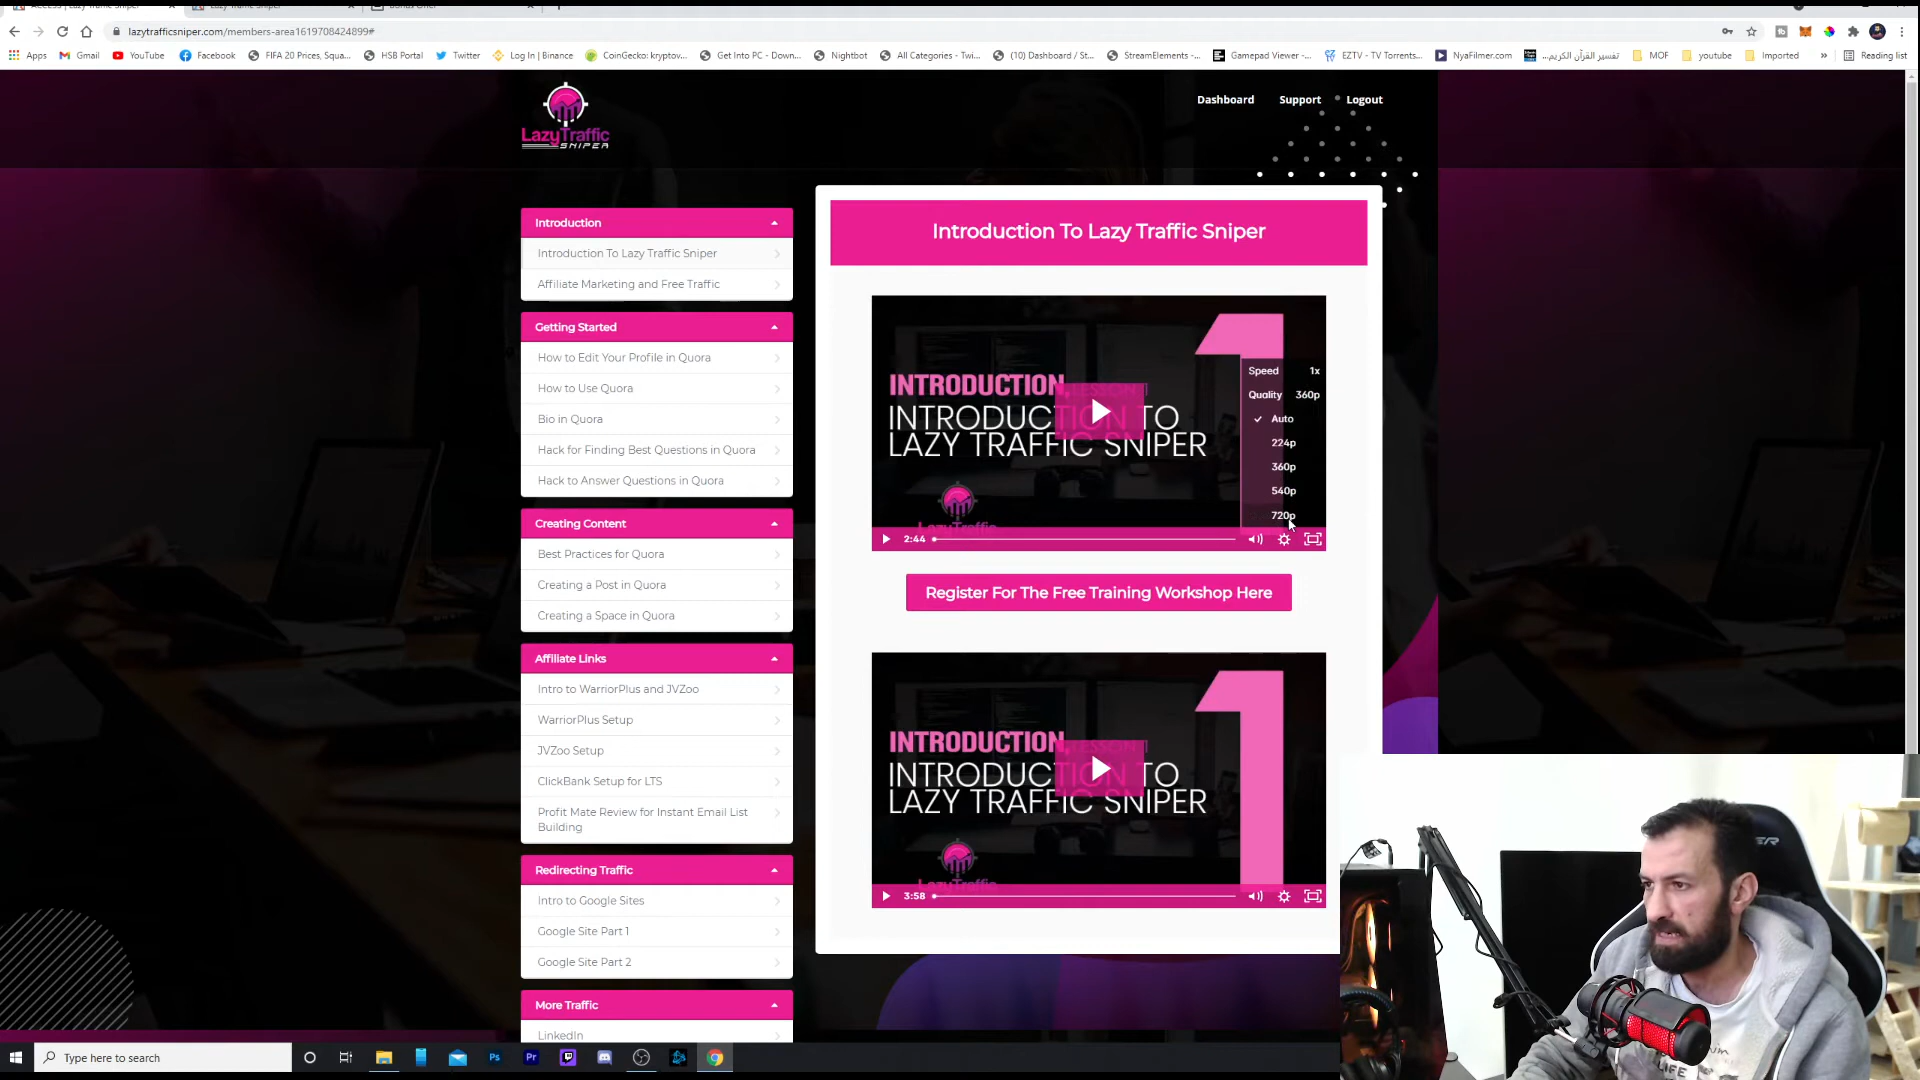 lazytrafficsniper.com/members-area1619708424899#
Apps Gmail YouTube Facebook FIFA 20 Prices, Squa... HSB Portal Twitter Log In | Binance CoinGecko: kryptov... Get Into PC - Down... Nightbot All Categories - Twi... (10) Dashboard / St... StreamElements -... Gamepad Viewer -... EZTV - TV Torrents... NyaFilmer.com تفسير القرآن الكريم... MOF youtube Imported » Reading list
LazyTraffic
SNIPER
Dashboard Support Logout
Introduction
Introduction To Lazy Traffic Sniper
Affiliate Marketing and Free Traffic
Getting Started
How to Edit Your Profile in Quora
How to Use Quora
Bio in Quora
Hack for Finding Best Questions in Quora
Hack to Answer Questions in Quora
Creating Content
Best Practices for Quora
Creating a Post in Quora
Creating a Space in Quora
Affiliate Links
Intro to WarriorPlus and JVZoo
WarriorPlus Setup
JVZoo Setup
ClickBank Setup for LTS
Profit Mate Review for Instant Email List
Building
Redirecting Traffic
Intro to Google Sites
Google Site Part 1
Google Site Part 2
More Traffic
LinkedIn
Introduction To Lazy Traffic Sniper
1
INTRODUCTION,
INTRODUCTION TO
LAZY TRAFFIC SNIPER
Speed 1x
Quality 360p
Auto
224p
360p
540p
720p
2:44
Register For The Free Training Workshop Here
1
INTRODUCTION,
INTRODUCTION TO
LAZY TRAFFIC SNIPER
3:58
Type here to search
Ps
Pr
LIFE